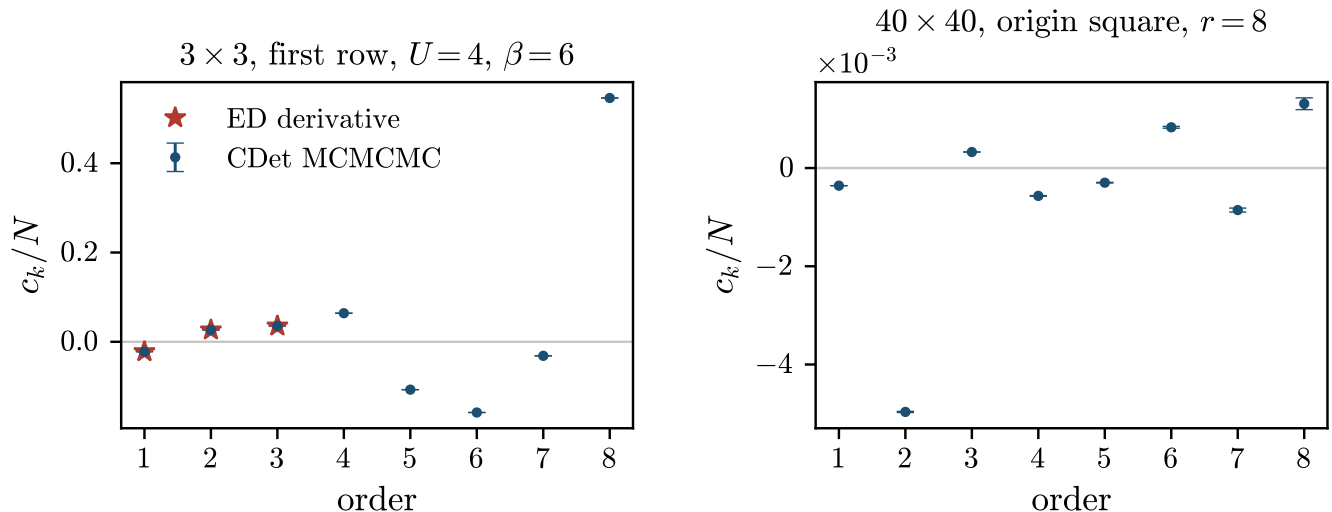 3 × 3, first row, U = 4, β = 6
ED derivative
CDet MCMCMC
0.4
0.2
0.0
c_k/N
1 2 3 4 5 6 7 8
order
40 × 40, origin square, r = 8
×10⁻³
0
−2
−4
c_k/N
1 2 3 4 5 6 7 8
order